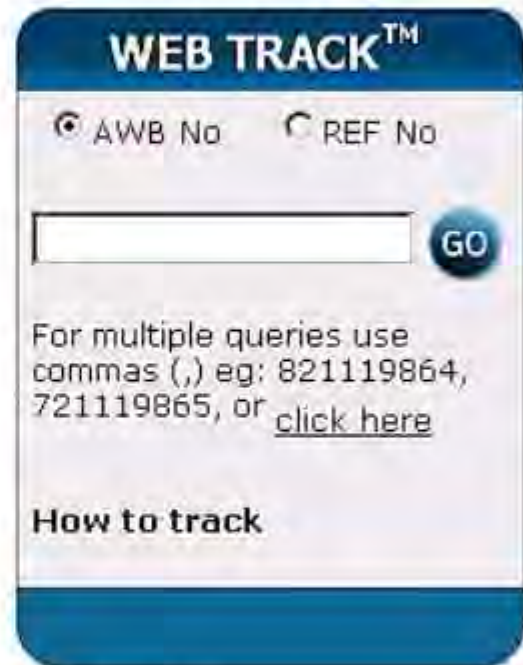 WEB TRACK™
AWB No REF No
GO
For multiple queries use
commas (,) eg: 821119864,
721119865, or click here
How to track